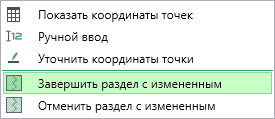 Показать координаты точек
Ручной ввод
Уточнить координаты точки
Завершить раздел с измененным
Отменить раздел с измененным